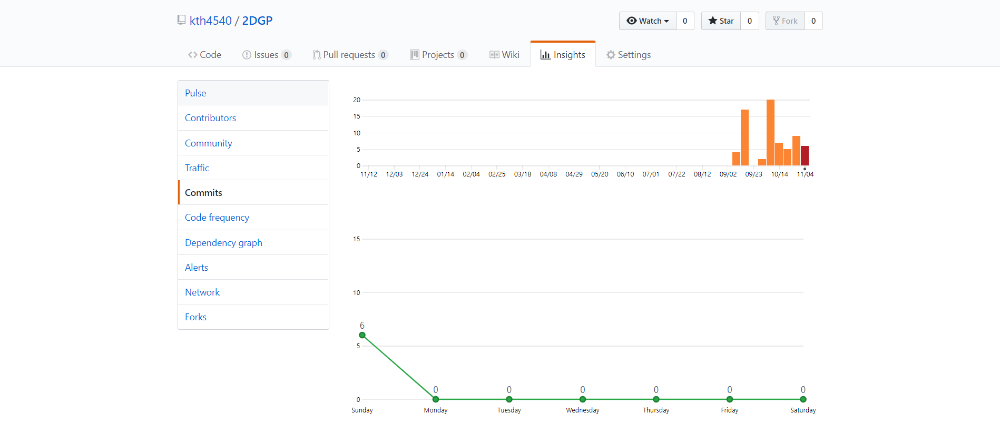 kth4540 / 2DGP
Watch 0 Star 0 Fork 0
Code Issues 0 Pull requests 0 Projects 0 Wiki Insights Settings
Pulse
Contributors
Community
Traffic
Commits
Code frequency
Dependency graph
Alerts
Network
Forks
20
15
10
5
0
11/12 12/03 12/24 01/14 02/04 02/25 03/18 04/08 04/29 05/20 06/10 07/01 07/22 08/12 09/02 09/23 10/14 11/04
15
10
6
5
0 0 0 0 0 0
0
Sunday Monday Tuesday Wednesday Thursday Friday Saturday